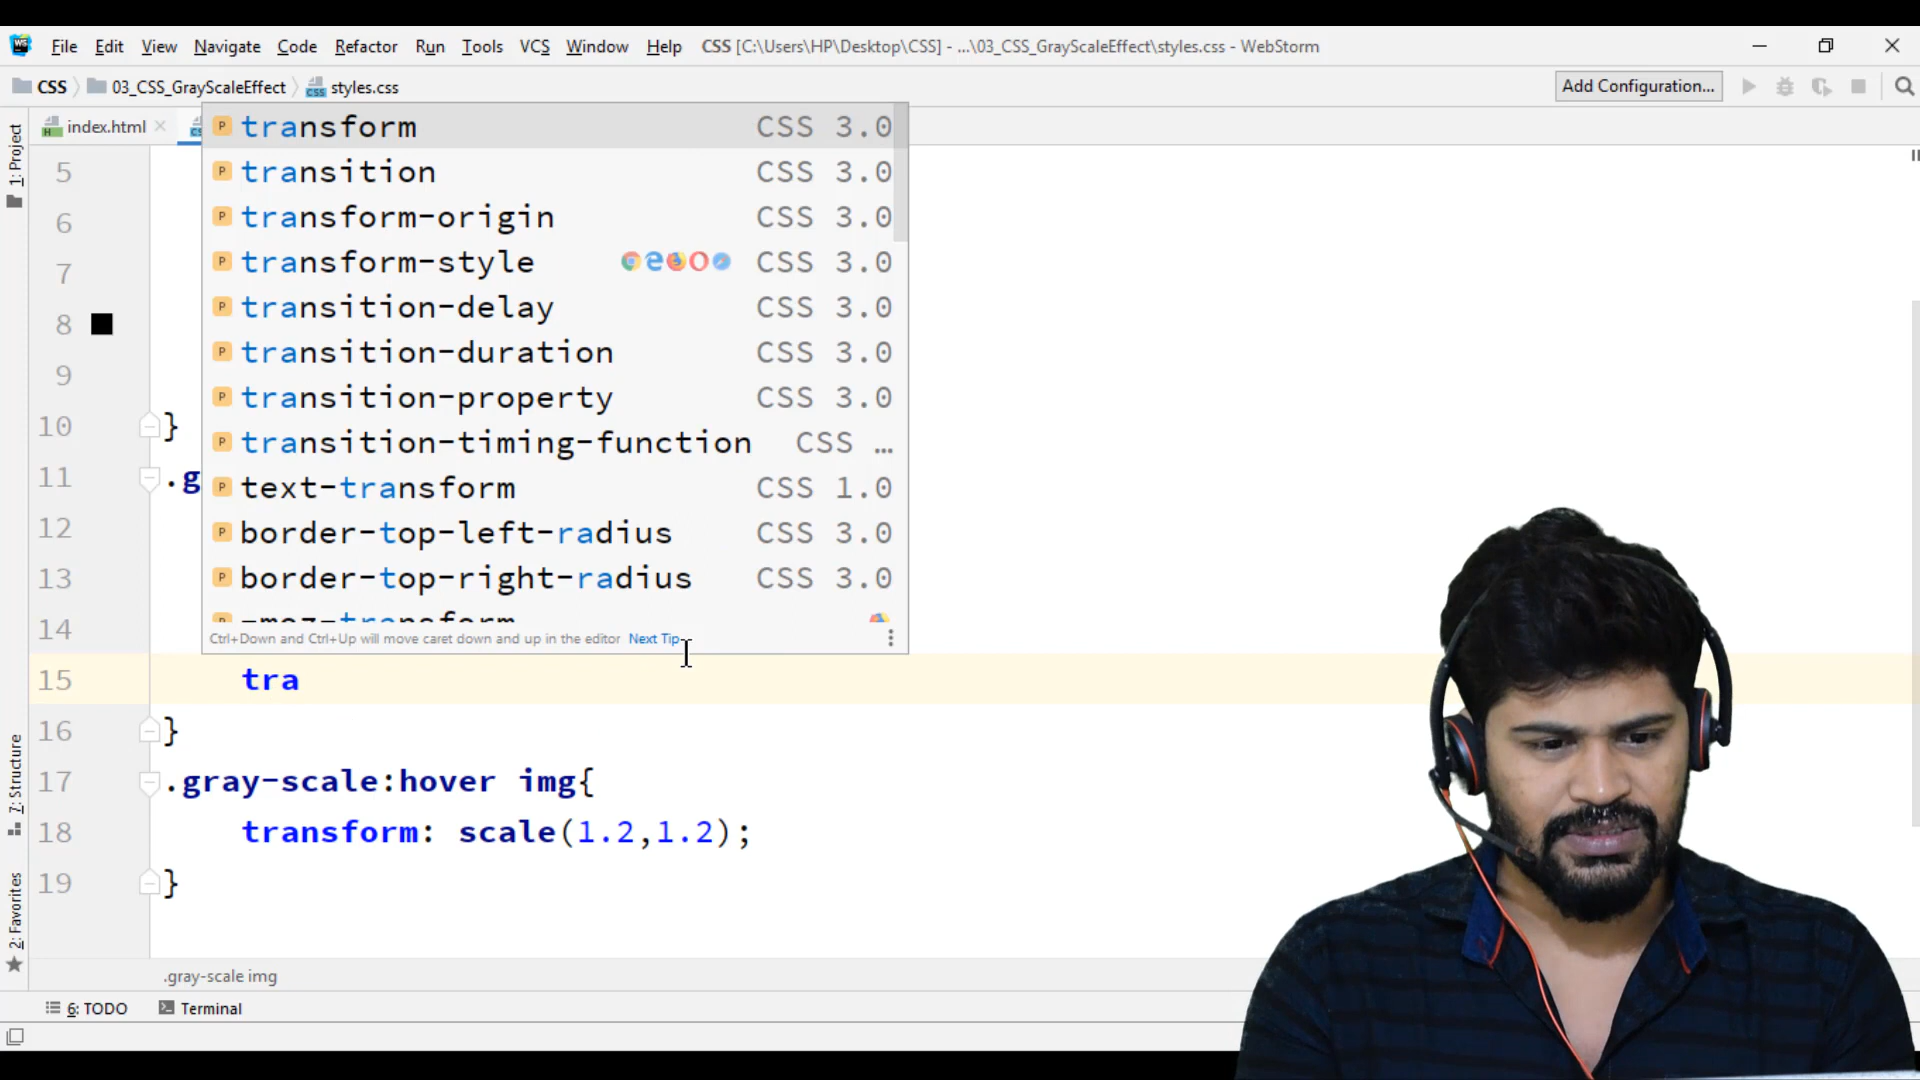 WS File Edit View Navigate Code Refactor Run Tools VCS Window Help CSS [C:\Users\HP\Desktop\CSS] - ...\03_CSS_GrayScaleEffect\styles.css - WebStorm
CSS 03_CSS_GrayScaleEffect styles.css Add Configuration...
index.html
1: Project
7: Structure
2: Favorites
transform CSS 3.0
transition CSS 3.0
transform-origin CSS 3.0
transform-style CSS 3.0
transition-delay CSS 3.0
transition-duration CSS 3.0
transition-property CSS 3.0
transition-timing-function CSS ...
text-transform CSS 1.0
border-top-left-radius CSS 3.0
border-top-right-radius CSS 3.0
-moz-transform
Ctrl+Down and Ctrl+Up will move caret down and up in the editor Next Tip
5
6
7
8
9
10 }
11 .g
12
13
14
15 tra
16 }
17 .gray-scale:hover img{
18 transform: scale(1.2,1.2);
19 }
.gray-scale img
6: TODO Terminal